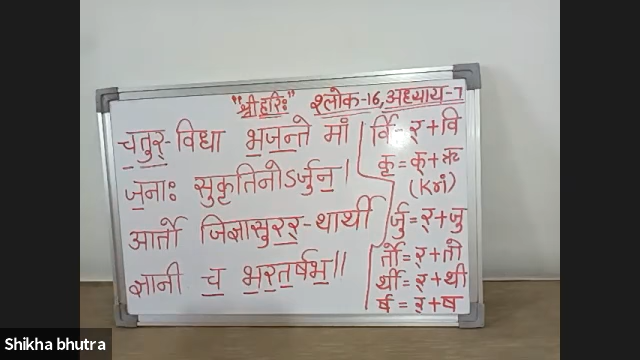 "श्री हरिः" श्लोक-16, अध्याय-7
चतुर्-विधा भजन्ते मां
जनाः सुकृतिनोऽर्जुन।
आर्तो जिज्ञासुरर्-थार्थी
ज्ञानी च भरतर्षभ॥
र्वि = र् + वि
कृ = क् + ऋ
(Kri)
र्जु = र् + जु
र्तो = र् + तो
र्थी = र् + थी
र्ष = र् + ष
Shikha bhutra